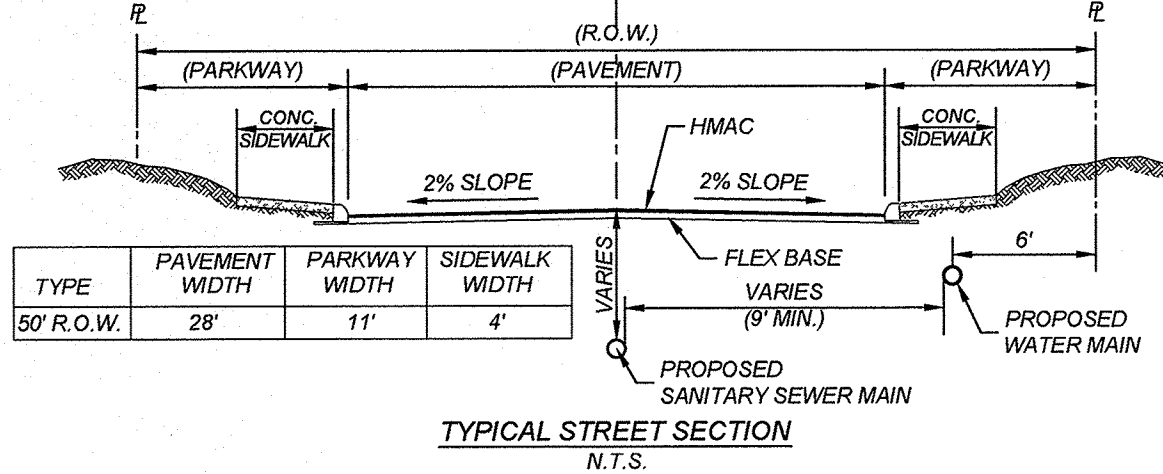 PL
PL
(R.O.W.)
(PARKWAY)
(PAVEMENT)
(PARKWAY)
CONC.
SIDEWALK
HMAC
CONC.
SIDEWALK
2% SLOPE
2% SLOPE
FLEX BASE
6'
TYPE
PAVEMENT
WIDTH
PARKWAY
WIDTH
SIDEWALK
WIDTH
50' R.O.W.
28'
11'
4'
VARIES
VARIES
(9' MIN.)
PROPOSED
WATER MAIN
PROPOSED
SANITARY SEWER MAIN
TYPICAL STREET SECTION
N.T.S.